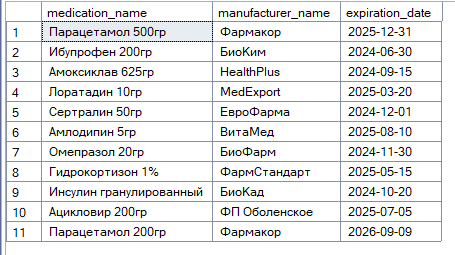 medication_name manufacturer_name expiration_date
1 Парацетамол 500гр Фармакор 2025-12-31
2 Ибупрофен 200гр БиоКим 2024-06-30
3 Амоксиклав 625гр HealthPlus 2024-09-15
4 Лоратадин 10гр MedExport 2025-03-20
5 Сертралин 50гр ЕвроФарма 2024-12-01
6 Амлодипин 5гр ВитаМед 2025-08-10
7 Омепразол 20гр БиоФарм 2024-11-30
8 Гидрокортизон 1% ФармСтандарт 2025-05-15
9 Инсулин гранулированный БиоКад 2024-10-20
10 Ацикловир 200гр ФП Оболенское 2025-07-05
11 Парацетамол 200гр Фармакор 2026-09-09